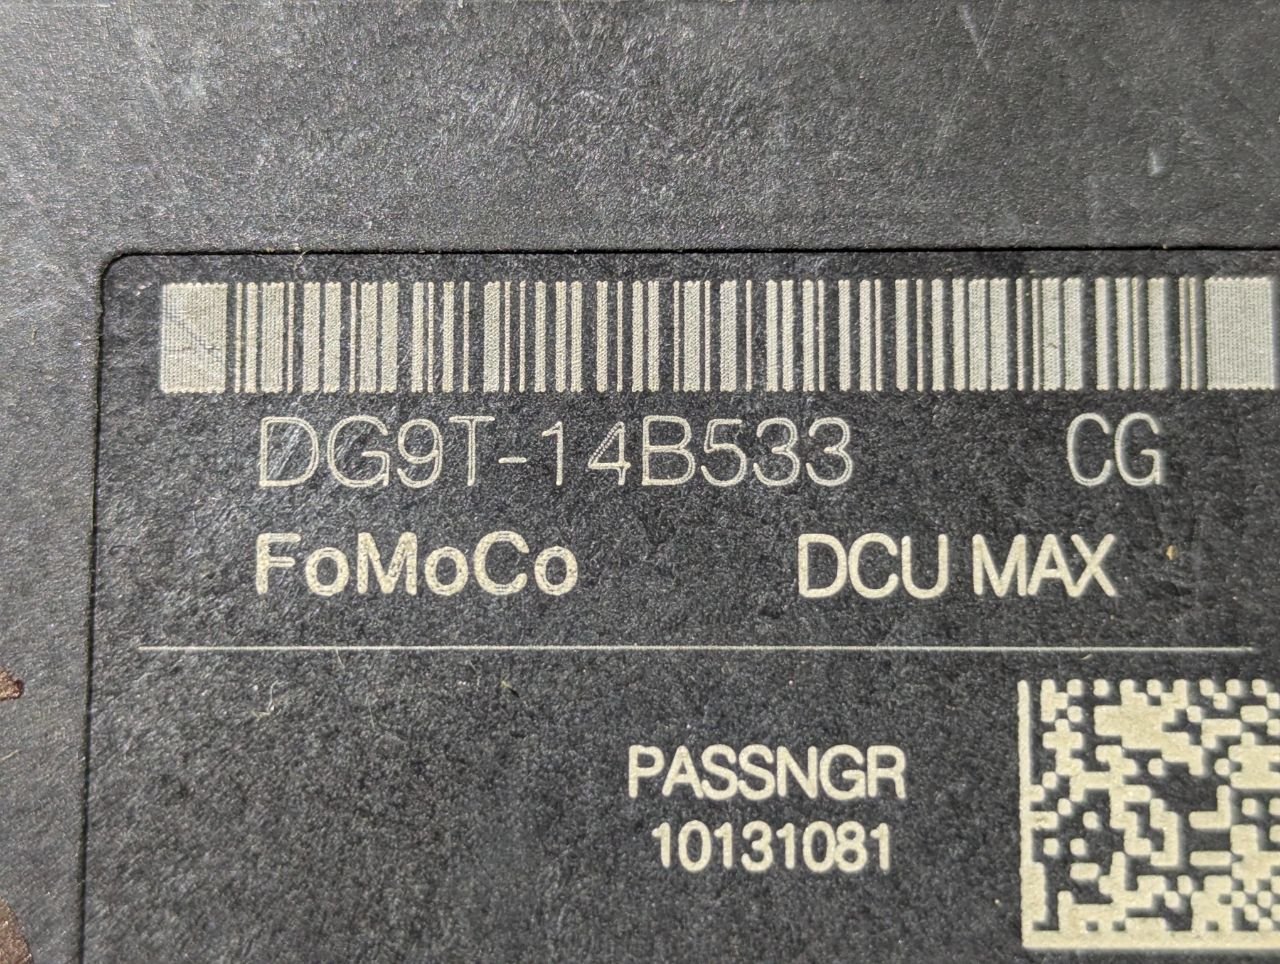 DG9T-14B533 CG
FoMoCo DCU MAX
PASSNGR
10131081